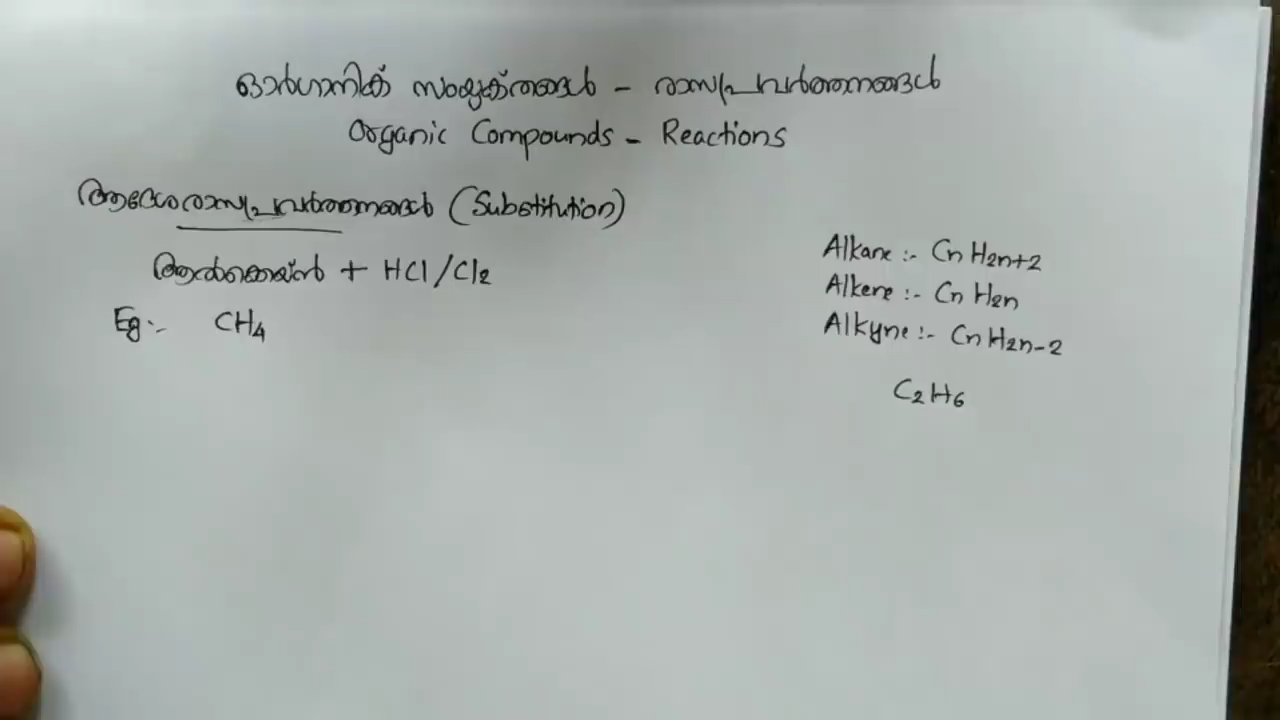 ഓർഗാനിക് സംയുക്തങ്ങൾ - രാസപ്രവർത്തനങ്ങൾ
Organic Compounds - Reactions
ആദേശരാസപ്രവർത്തനങ്ങൾ (Substitution)
ആൽക്കെയ്ൻ + HCl/Cl₂
Eg:- CH₄
Alkane :- CnH₂n+₂
Alkene :- CnH₂n
Alkyne :- CnH₂n-₂
C₂H₆